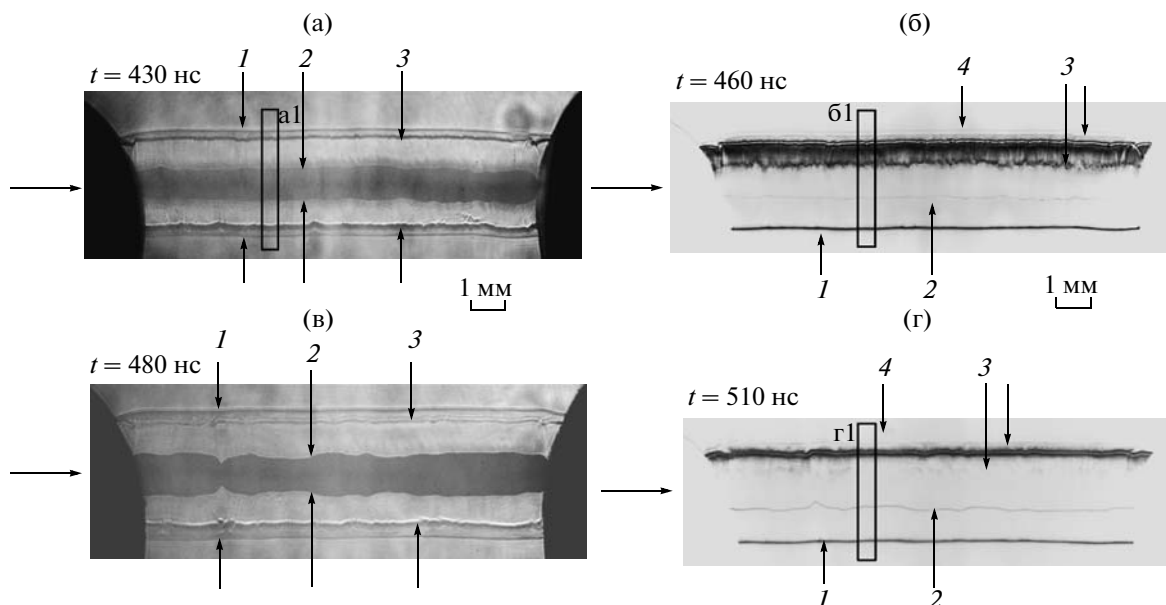 (а)
1 2 3
t = 430 нс
а1
1 мм
(б)
4 3
t = 460 нс
б1
1 2
1 мм
(в)
1 2 3
t = 480 нс
(г)
4 3
t = 510 нс
г1
1 2